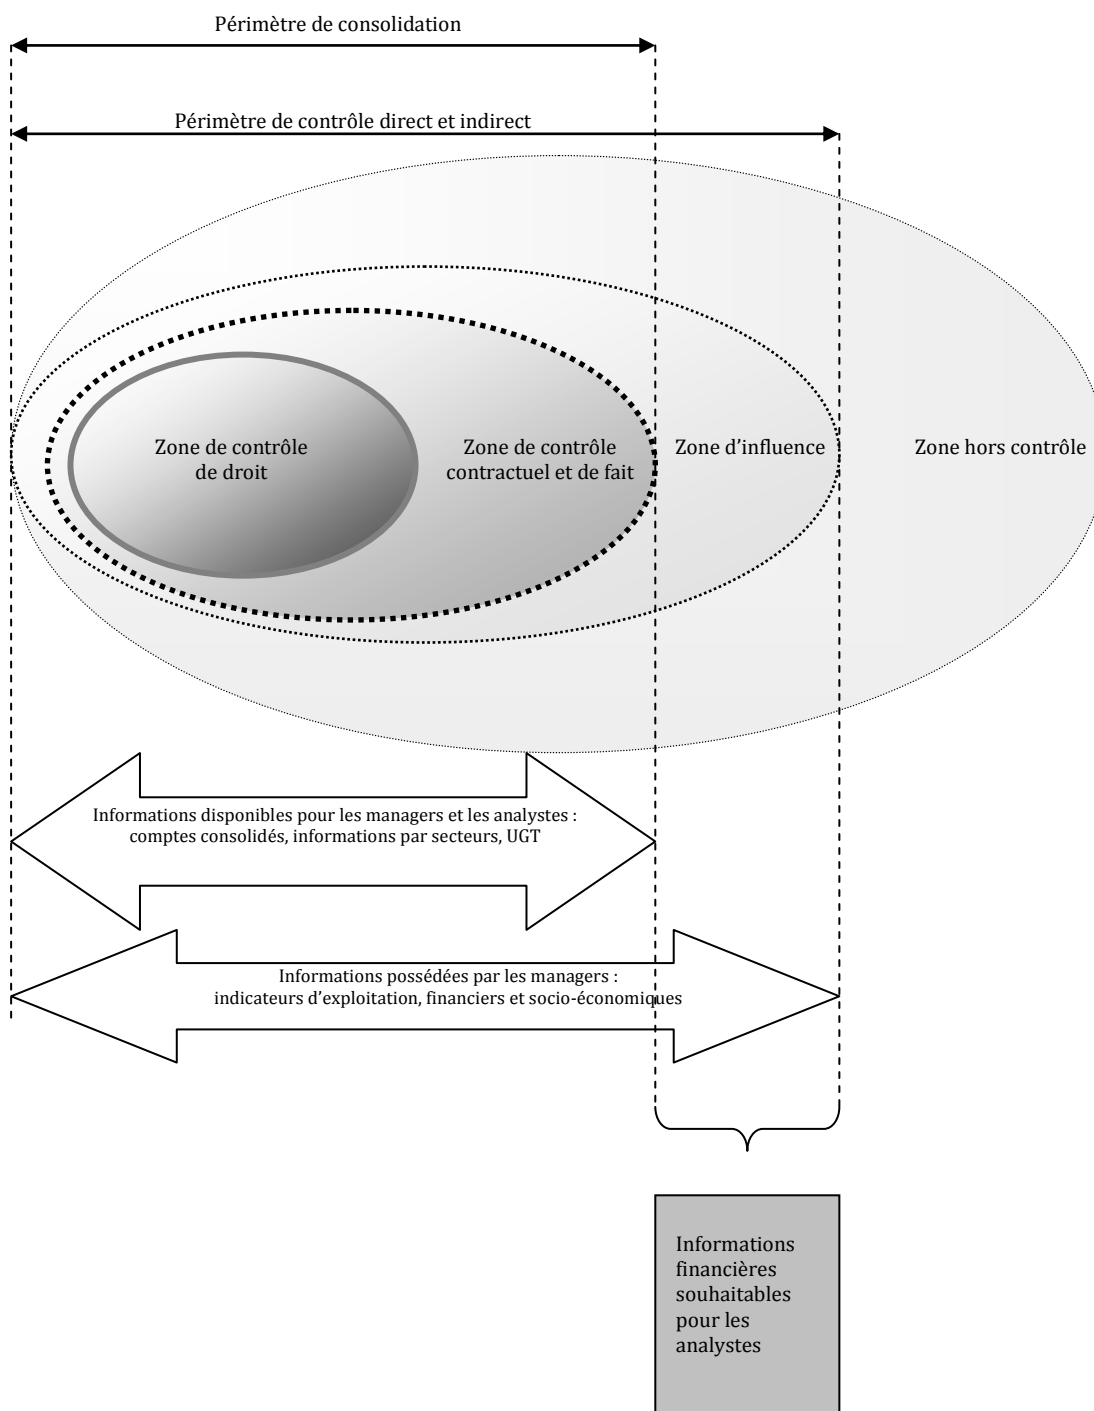 Périmètre de consolidation
Périmètre de contrôle direct et indirect
Zone de contrôle
de droit
Zone de contrôle
contractuel et de fait
Zone d’influence
Zone hors contrôle
Informations disponibles pour les managers et les analystes :
comptes consolidés, informations par secteurs, UGT
Informations possédées par les managers :
indicateurs d’exploitation, financiers et socio-économiques
Informations
financières
souhaitables
pour les
analystes